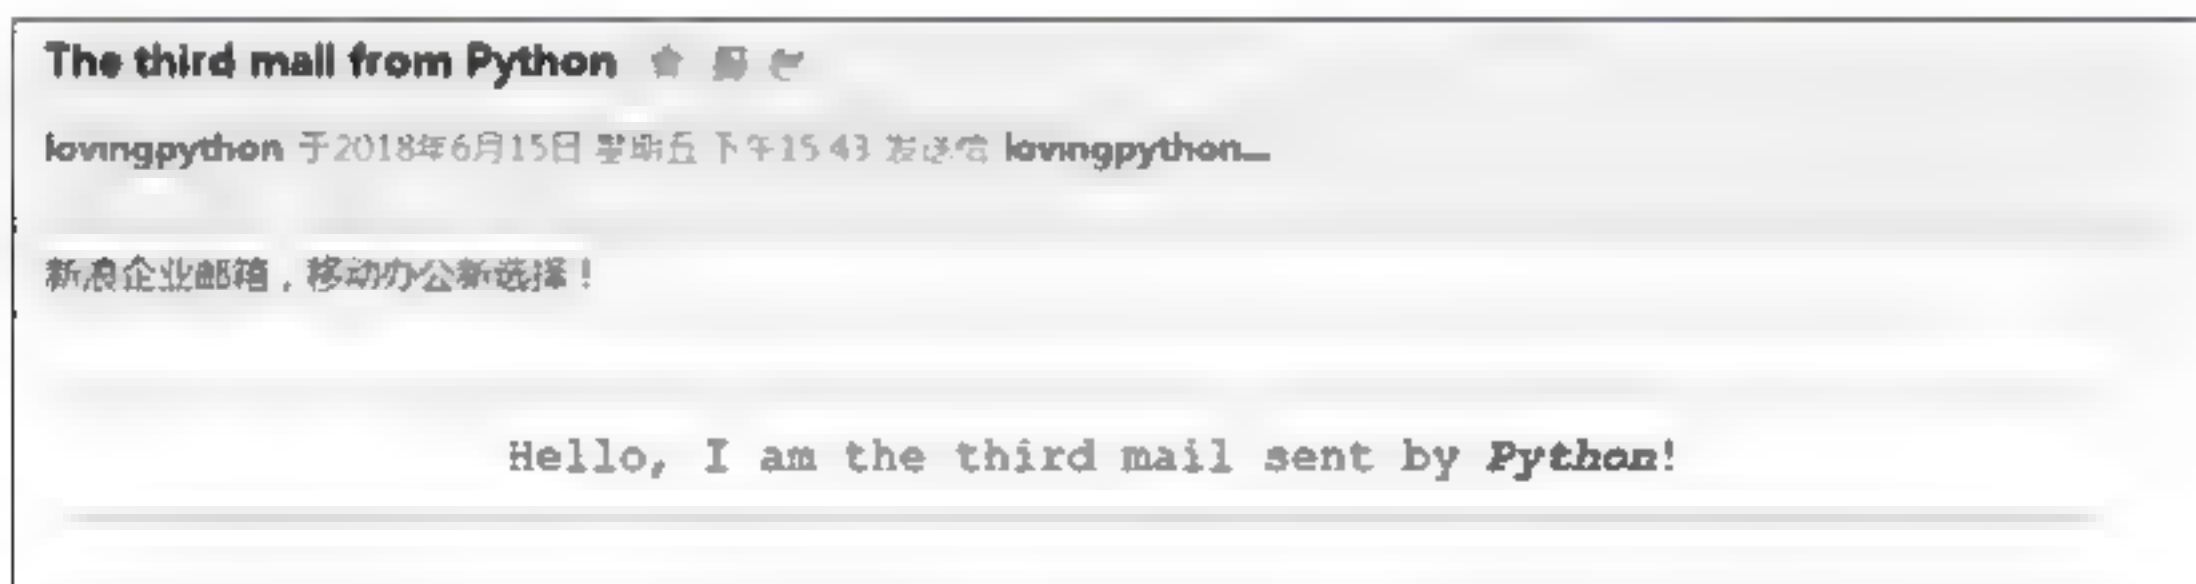 The third mail from Python
lovingpython 于2018年6月15日 星期五 下午15:43 发送给 lovingpython...
新浪企业邮箱，移动办公新选择！
Hello, I am the third mail sent by Python!